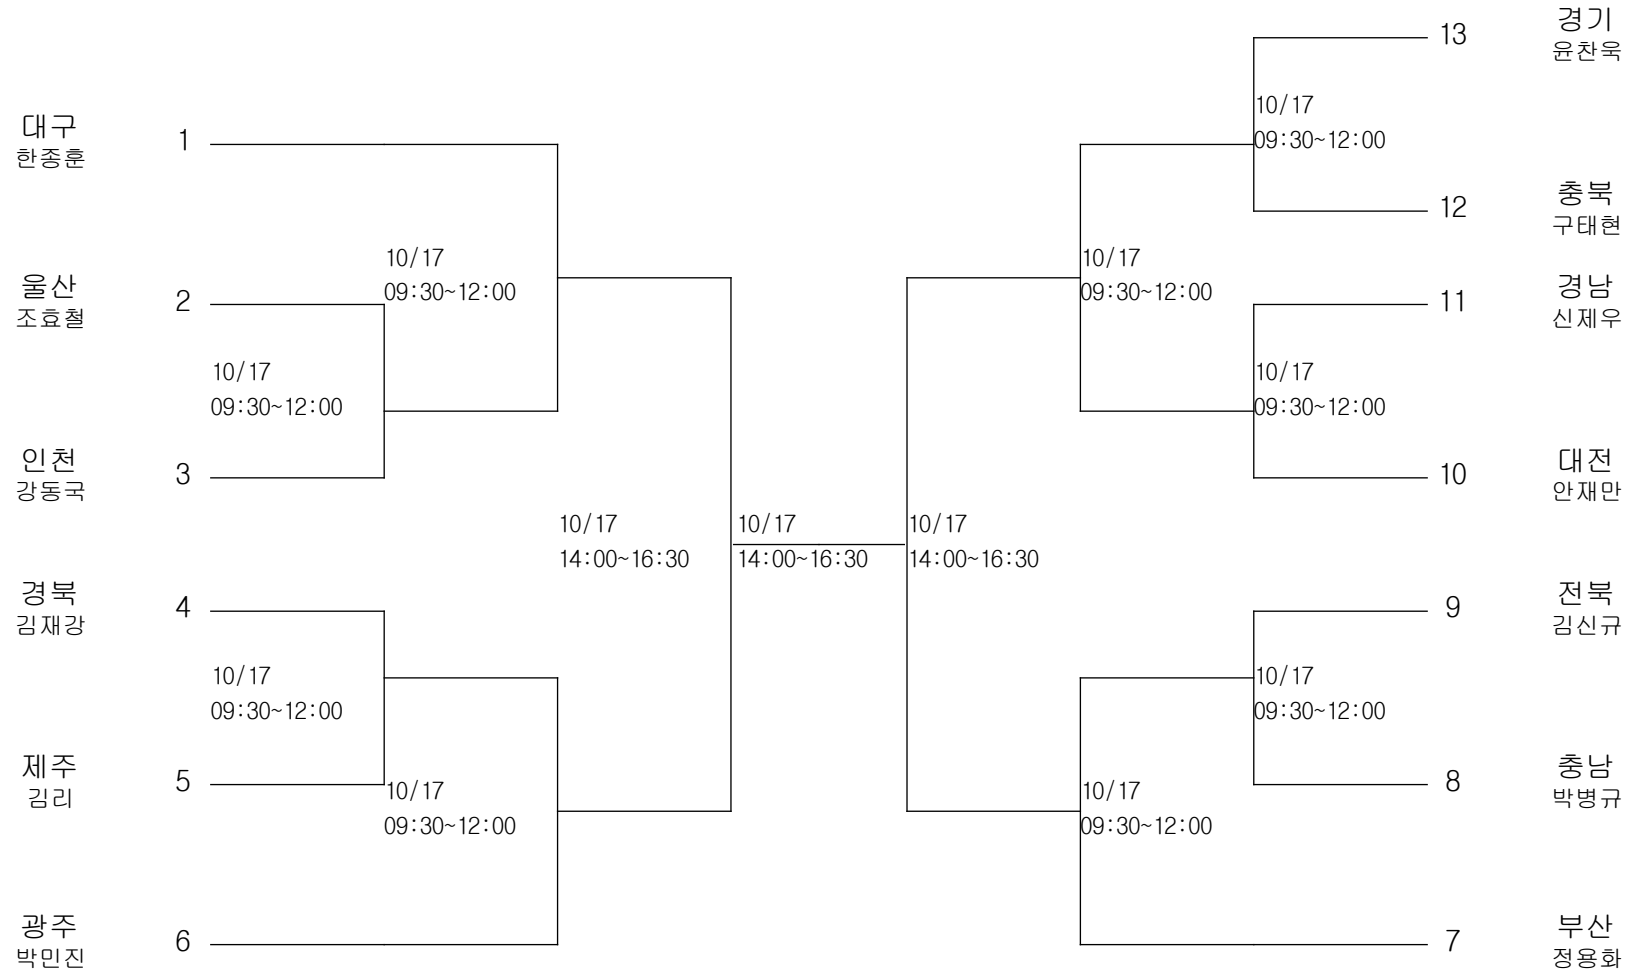 경기
13
윤찬욱
10/17
09:30~12:00
대구
1
한종훈
충북
12
구태현
10/17
09:30~12:00
10/17
09:30~12:00
울산
2
조효철
경남
11
신제우
10/17
09:30~12:00
10/17
09:30~12:00
인천
3
강동국
대전
10
안재만
10/17
14:00~16:30
10/17
14:00~16:30
10/17
14:00~16:30
경북
4
김재강
전북
9
김신규
10/17
09:30~12:00
10/17
09:30~12:00
제주
5
김리
충남
8
박병규
10/17
09:30~12:00
10/17
09:30~12:00
광주
6
박민진
부산
7
정용화